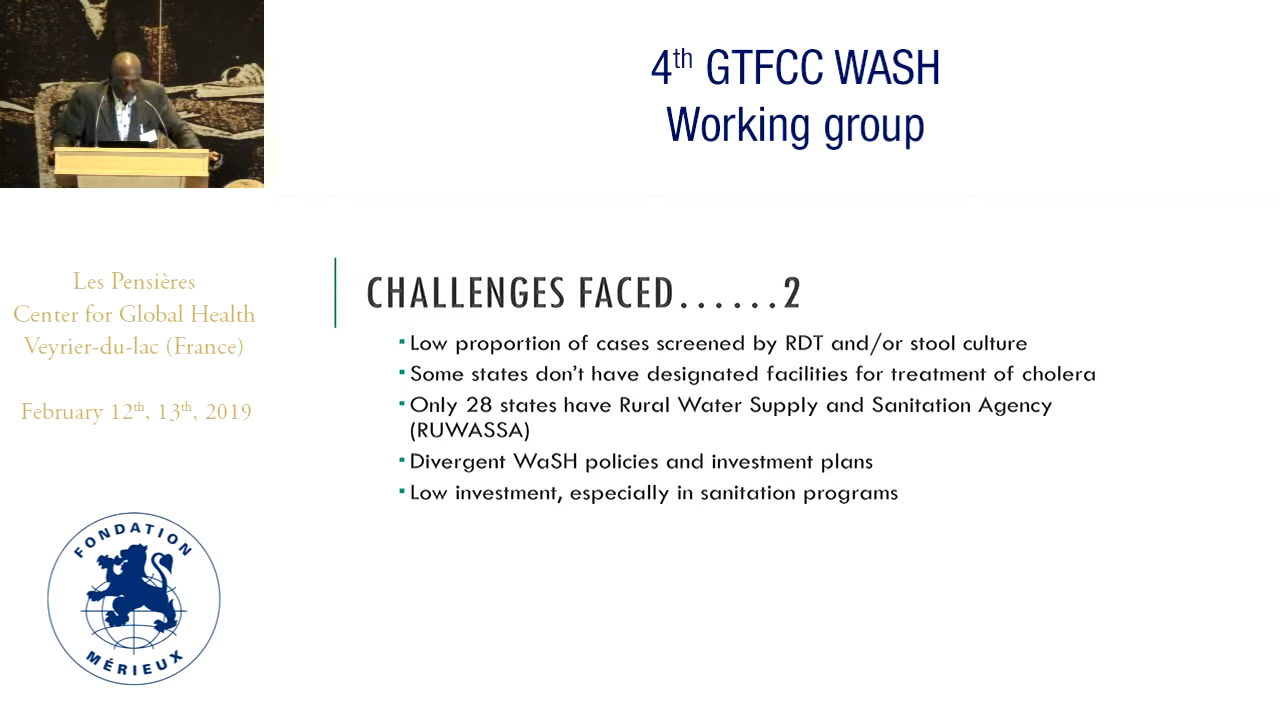 4th GTFCC WASH
Working group
Les Pensières
Center for Global Health
Veyrier-du-lac (France)
February 12th, 13th, 2019
FONDATION
MÉRIEUX
CHALLENGES FACED......2
▪Low proportion of cases screened by RDT and/or stool culture
▪Some states don't have designated facilities for treatment of cholera
▪Only 28 states have Rural Water Supply and Sanitation Agency
(RUWASSA)
▪Divergent WaSH policies and investment plans
▪Low investment, especially in sanitation programs